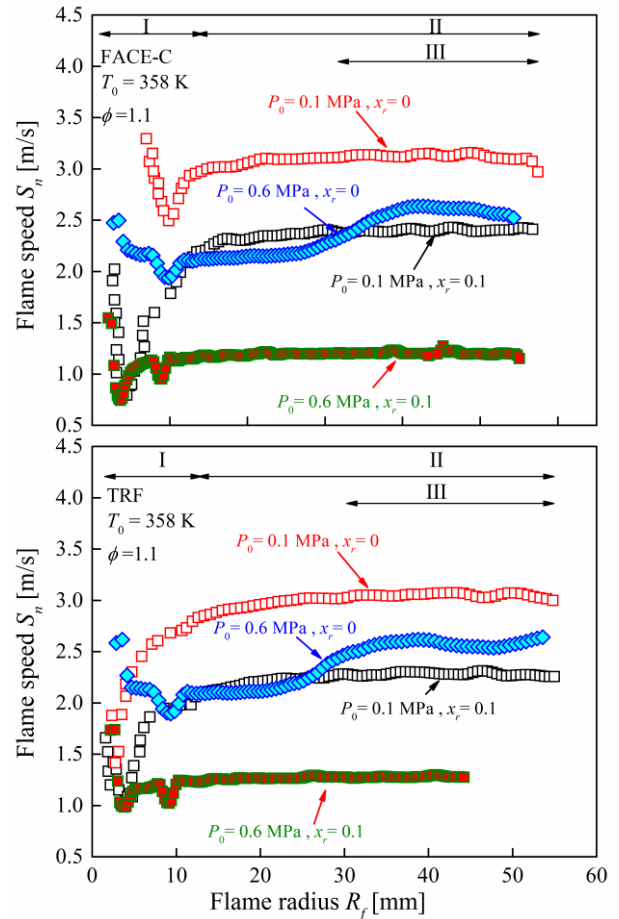 I II
III
FACE-C
T₀ = 358 K
ϕ=1.1
P₀= 0.1 MPa , xᵣ= 0
P₀= 0.6 MPa , xᵣ= 0
P₀= 0.1 MPa , xᵣ= 0.1
P₀= 0.6 MPa , xᵣ= 0.1
4.5
4.0
3.5
3.0
2.5
2.0
1.5
1.0
0.5
Flame speed Sₙ [m/s]
I II
III
TRF
T₀ = 358 K
ϕ=1.1
P₀= 0.1 MPa , xᵣ= 0
P₀= 0.6 MPa , xᵣ= 0
P₀= 0.1 MPa , xᵣ= 0.1
P₀= 0.6 MPa , xᵣ= 0.1
4.5
4.0
3.5
3.0
2.5
2.0
1.5
1.0
0.5
Flame speed Sₙ [m/s]
0 10 20 30 40 50 60
Flame radius R_f [mm]